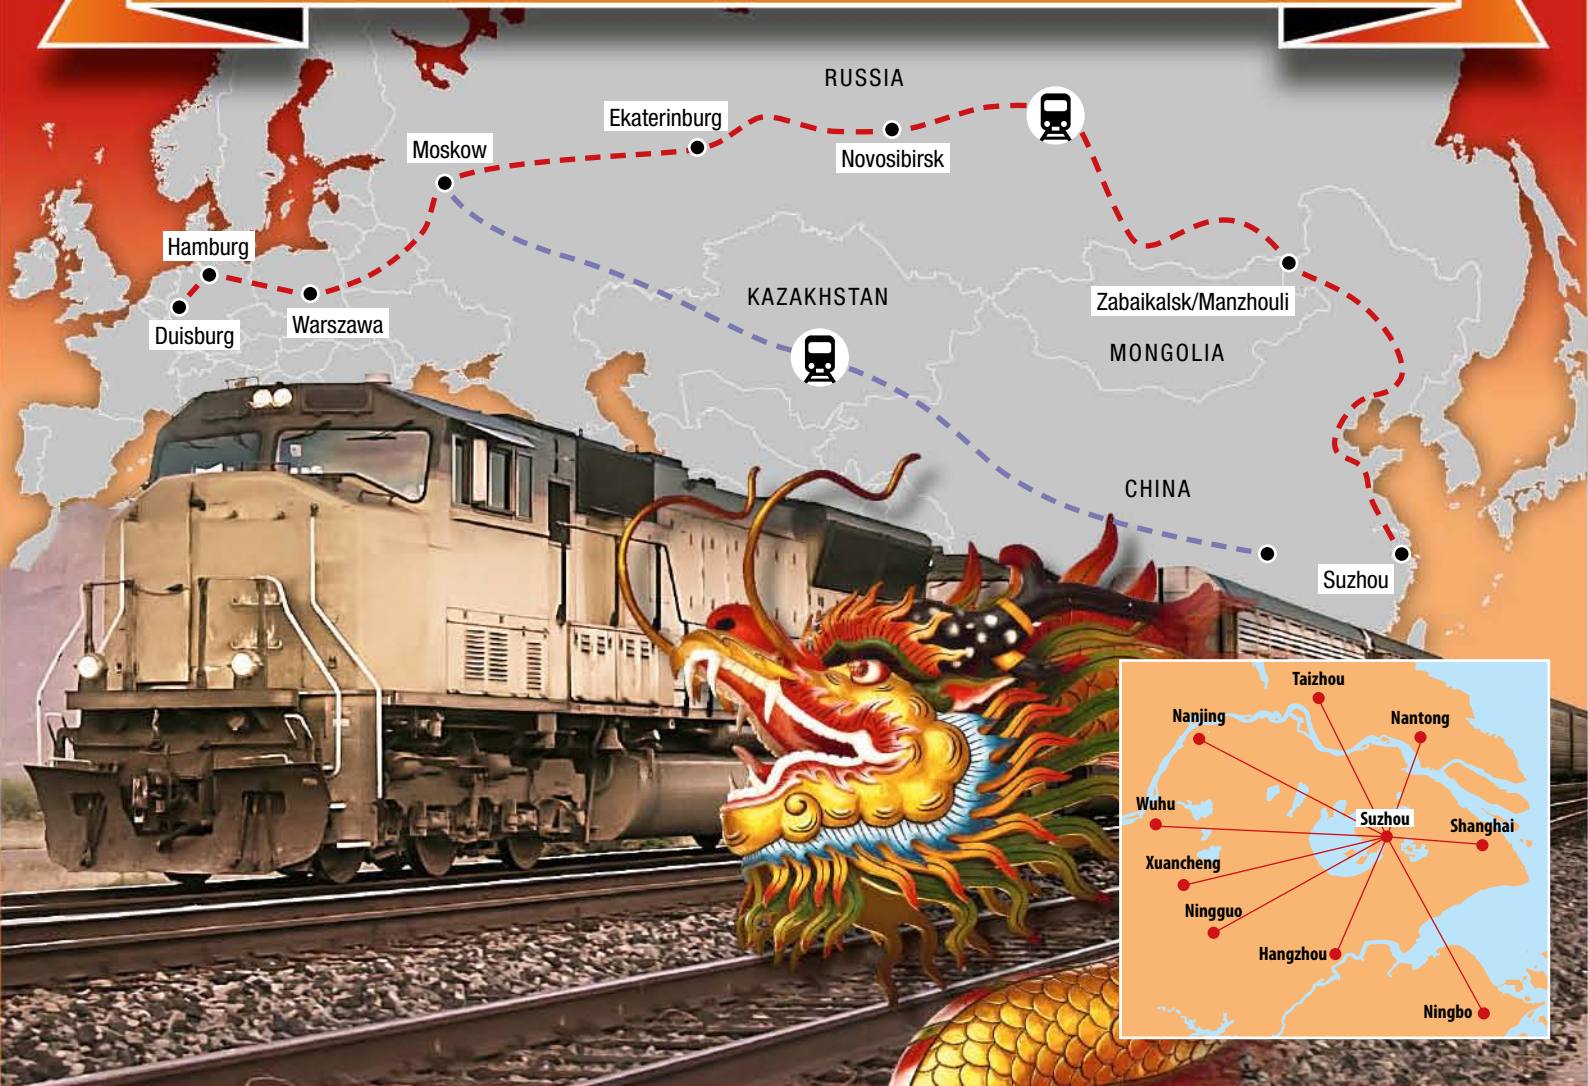 RUSSIA
Ekaterinburg
Moskow
Novosibirsk
Hamburg
KAZAKHSTAN
Zabaikalsk/Manzhouli
Warszawa
Duisburg
MONGOLIA
CHINA
Suzhou
Taizhou
Nanjing
Nantong
Wuhu
Suzhou
Shanghai
Xuancheng
Ningguo
Hangzhou
Ningbo